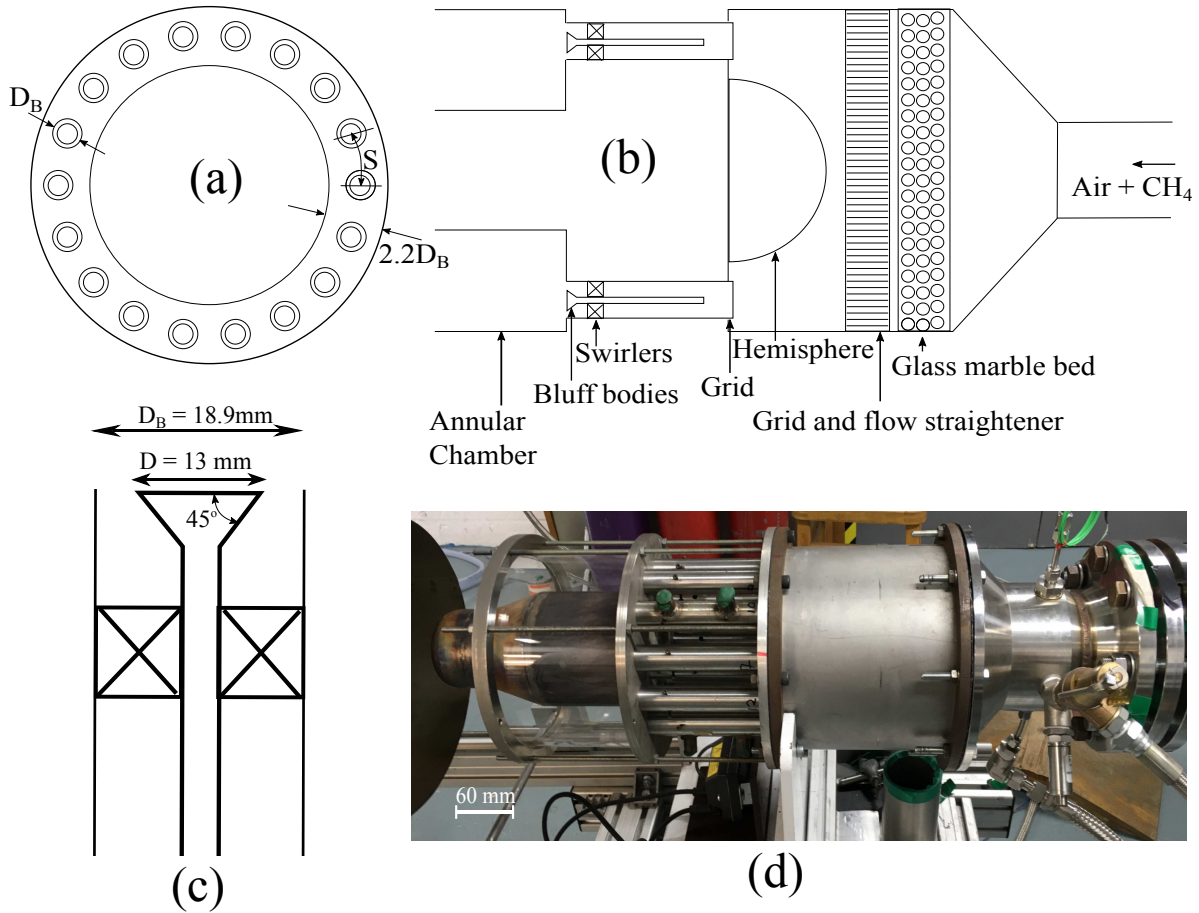 D_B
(a)
S
2.2D_B
(b)
Air + CH_4
Swirlers
Bluff bodies
Grid
Hemisphere
Glass marble bed
Grid and flow straightener
Annular
Chamber
D_B = 18.9mm
D = 13 mm
45°
(c)
60 mm
(d)